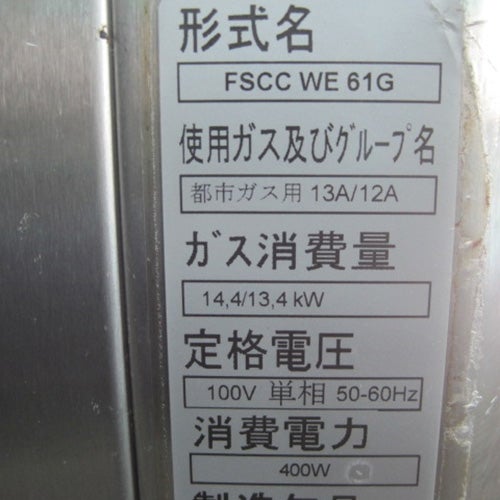 形式名
FSCC WE 61G
使用ガス及びグループ名
都市ガス用 13A/12A
ガス消費量
14,4/13,4 kW
定格電圧
100V 単相 50-60Hz
消費電力
400W